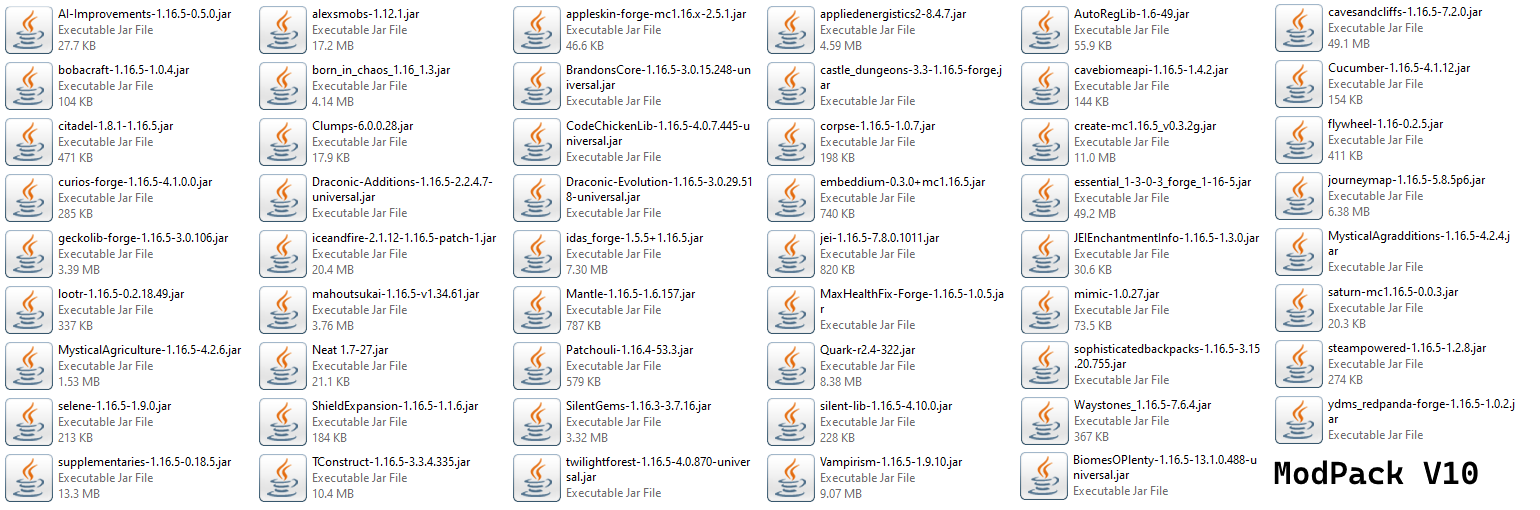 AI-Improvements-1.16.5-0.5.0.jar
Executable Jar File
27.7 KB
alexsmobs-1.12.1.jar
Executable Jar File
17.2 MB
appleskin-forge-mc1.16.x-2.5.1.jar
Executable Jar File
46.6 KB
appliedenergistics2-8.4.7.jar
Executable Jar File
4.59 MB
AutoRegLib-1.6-49.jar
Executable Jar File
55.9 KB
cavesandcliffs-1.16.5-7.2.0.jar
Executable Jar File
49.1 MB
bobacraft-1.16.5-1.0.4.jar
Executable Jar File
104 KB
born_in_chaos_1.16_1.3.jar
Executable Jar File
4.14 MB
BrandonsCore-1.16.5-3.0.15.248-un
iversal.jar
Executable Jar File
castle_dungeons-3.3-1.16.5-forge.j
ar
Executable Jar File
cavebiomeapi-1.16.5-1.4.2.jar
Executable Jar File
144 KB
Cucumber-1.16.5-4.1.12.jar
Executable Jar File
154 KB
citadel-1.8.1-1.16.5.jar
Executable Jar File
471 KB
Clumps-6.0.0.28.jar
Executable Jar File
17.9 KB
CodeChickenLib-1.16.5-4.0.7.445-u
niversal.jar
Executable Jar File
corpse-1.16.5-1.0.7.jar
Executable Jar File
198 KB
create-mc1.16.5_v0.3.2g.jar
Executable Jar File
11.0 MB
flywheel-1.16-0.2.5.jar
Executable Jar File
411 KB
curios-forge-1.16.5-4.1.0.0.jar
Executable Jar File
285 KB
Draconic-Additions-1.16.5-2.2.4.7-
universal.jar
Executable Jar File
Draconic-Evolution-1.16.5-3.0.29.51
8-universal.jar
Executable Jar File
embeddium-0.3.0+mc1.16.5.jar
Executable Jar File
740 KB
essential_1-3-0-3_forge_1-16-5.jar
Executable Jar File
49.2 MB
journeymap-1.16.5-5.8.5p6.jar
Executable Jar File
6.38 MB
geckolib-forge-1.16.5-3.0.106.jar
Executable Jar File
3.39 MB
iceandfire-2.1.12-1.16.5-patch-1.jar
Executable Jar File
20.4 MB
idas_forge-1.5.5+1.16.5.jar
Executable Jar File
7.30 MB
jei-1.16.5-7.8.0.1011.jar
Executable Jar File
820 KB
JEIEnchantmentInfo-1.16.5-1.3.0.jar
Executable Jar File
30.6 KB
MysticalAgradditions-1.16.5-4.2.4.j
ar
Executable Jar File
lootr-1.16.5-0.2.18.49.jar
Executable Jar File
337 KB
mahoutsukai-1.16.5-v1.34.61.jar
Executable Jar File
3.76 MB
Mantle-1.16.5-1.6.157.jar
Executable Jar File
787 KB
MaxHealthFix-Forge-1.16.5-1.0.5.ja
r
Executable Jar File
mimic-1.0.27.jar
Executable Jar File
73.5 KB
saturn-mc1.16.5-0.0.3.jar
Executable Jar File
20.3 KB
MysticalAgriculture-1.16.5-4.2.6.jar
Executable Jar File
1.53 MB
Neat 1.7-27.jar
Executable Jar File
21.1 KB
Patchouli-1.16.4-53.3.jar
Executable Jar File
579 KB
Quark-r2.4-322.jar
Executable Jar File
8.38 MB
sophisticatedbackpacks-1.16.5-3.15
.20.755.jar
Executable Jar File
steampowered-1.16.5-1.2.8.jar
Executable Jar File
274 KB
selene-1.16.5-1.9.0.jar
Executable Jar File
213 KB
ShieldExpansion-1.16.5-1.1.6.jar
Executable Jar File
184 KB
SilentGems-1.16.3-3.7.16.jar
Executable Jar File
3.32 MB
silent-lib-1.16.5-4.10.0.jar
Executable Jar File
228 KB
Waystones_1.16.5-7.6.4.jar
Executable Jar File
367 KB
ydms_redpanda-forge-1.16.5-1.0.2.j
ar
Executable Jar File
supplementaries-1.16.5-0.18.5.jar
Executable Jar File
13.3 MB
TConstruct-1.16.5-3.3.4.335.jar
Executable Jar File
10.4 MB
twilightforest-1.16.5-4.0.870-univer
sal.jar
Executable Jar File
Vampirism-1.16.5-1.9.10.jar
Executable Jar File
9.07 MB
BiomesOPlenty-1.16.5-13.1.0.488-u
niversal.jar
Executable Jar File
ModPack V10